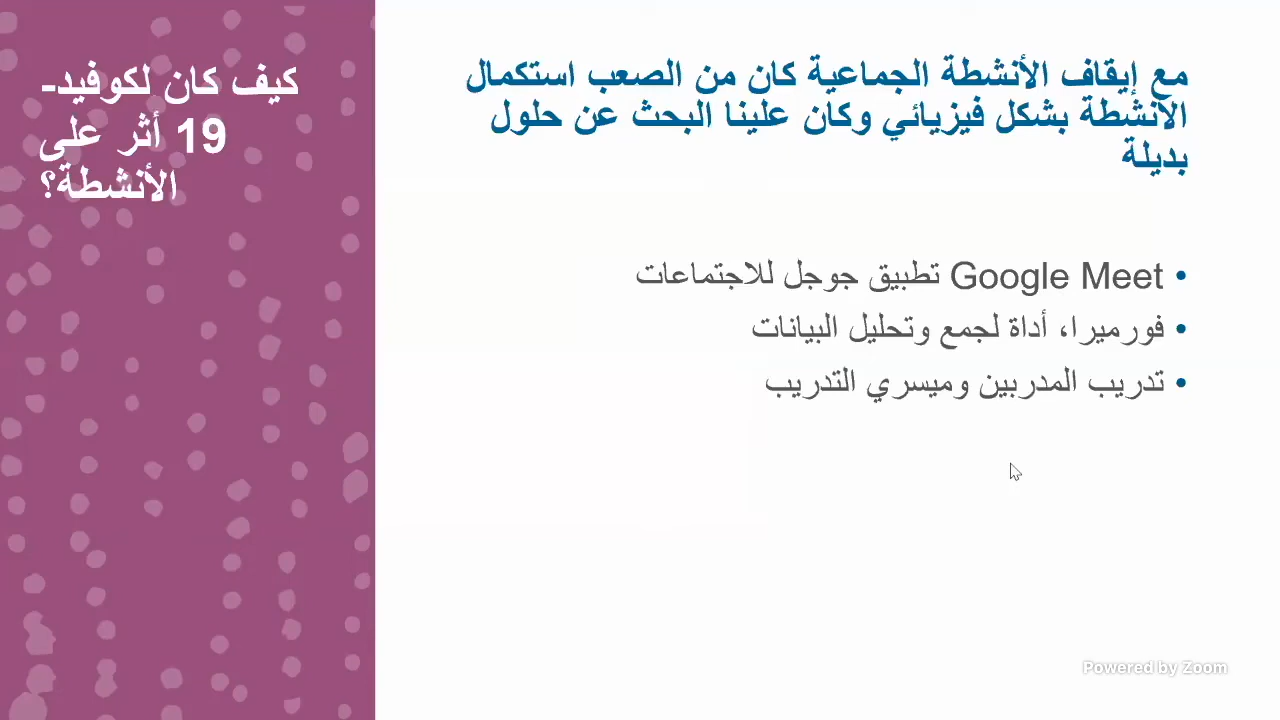 كيف كان لكوفيد-
19 أثر على
الأنشطة؟
مع إيقاف الأنشطة الجماعية كان من الصعب استكمال
الأنشطة بشكل فيزيائي وكان علينا البحث عن حلول
بديلة
• Google Meet تطبيق جوجل للاجتماعات
• فورميرا، أداة لجمع وتحليل البيانات
• تدريب المدربين وميسري التدريب
Powered by Zoom